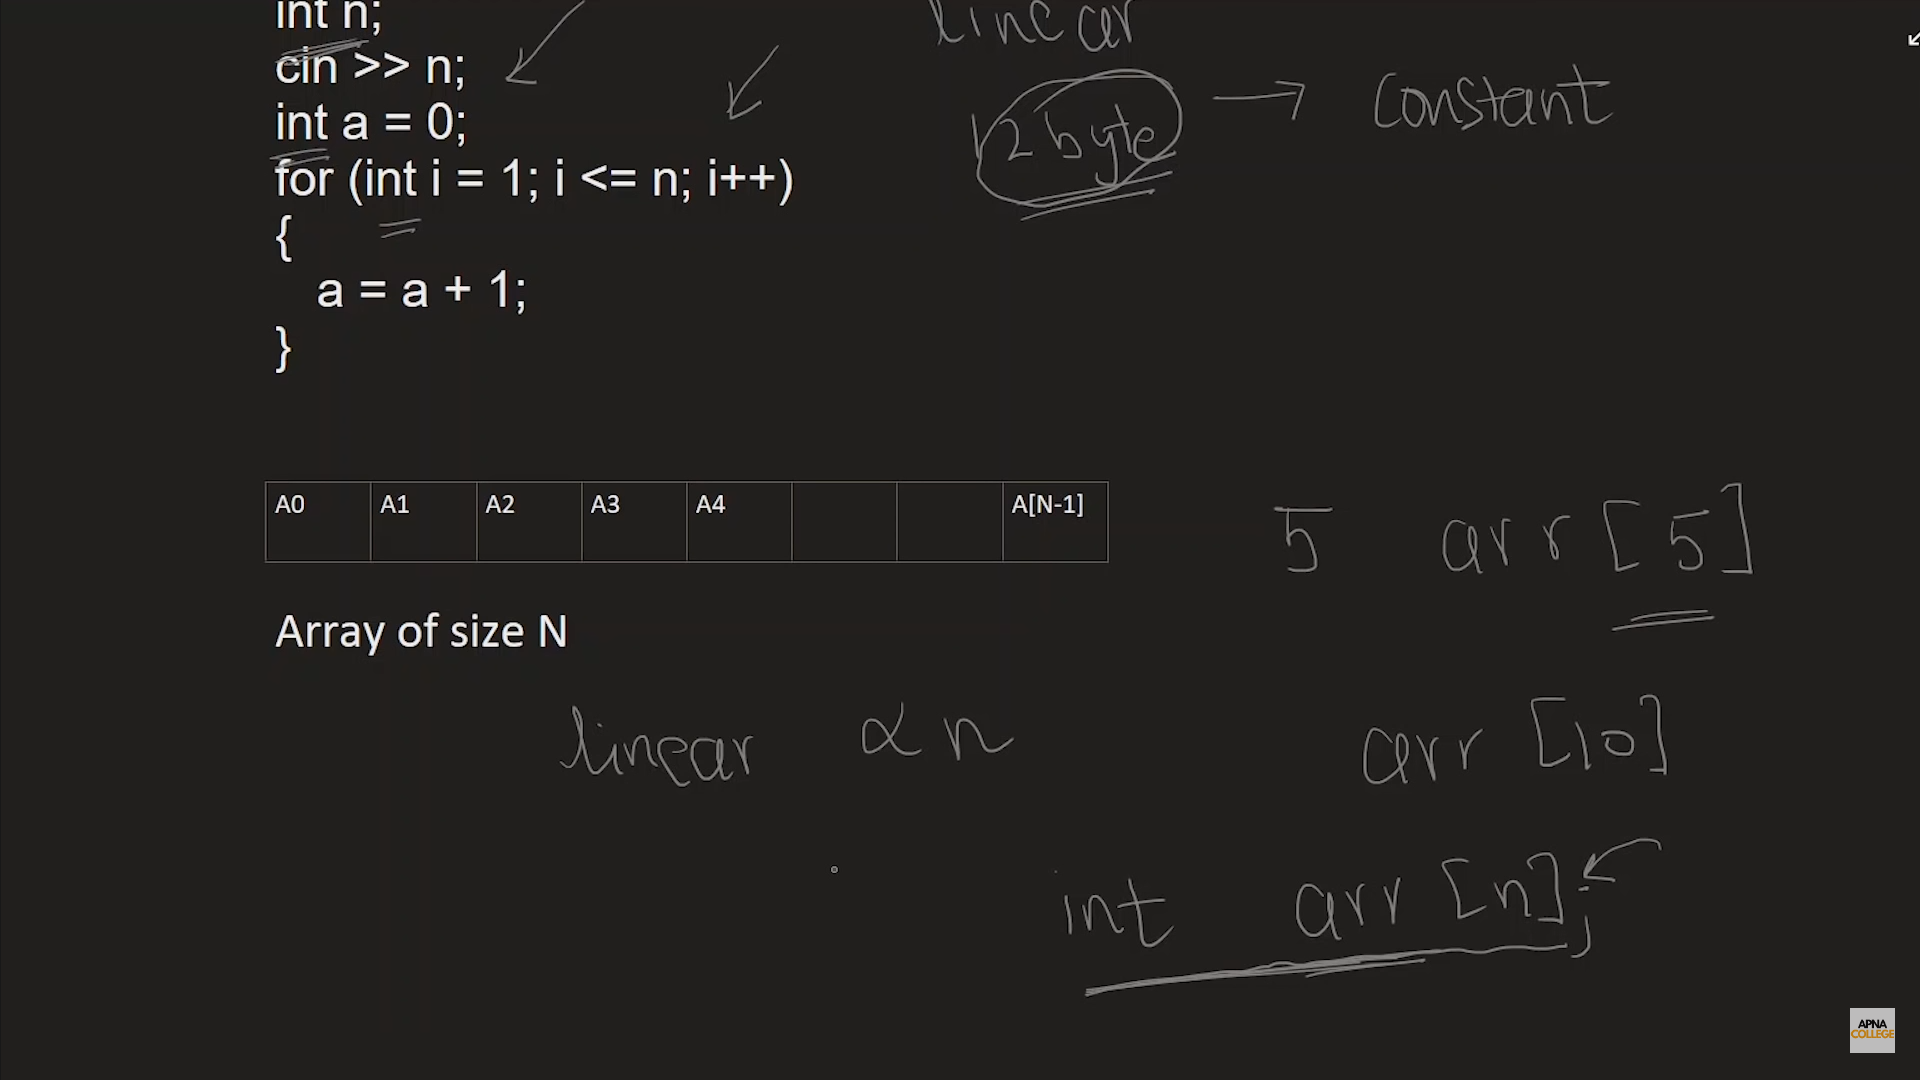 int n;
linear
cin >> n;
12 byte → constant
int a = 0;
for (int i = 1; i <= n; i++)
{
a = a + 1;
}
A0 A1 A2 A3 A4 A[N-1]
5 arr [5]
Array of size N
linear ∝ n
arr [10]
int arr [n];
APNA
COLLEGE